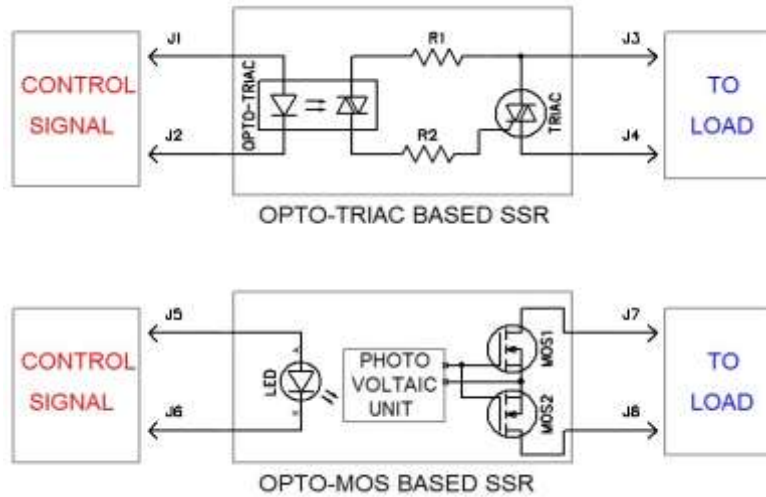 J1
R1
J3
CONTROL
SIGNAL
OPTO-TRIAC
TRIAC
TO
LOAD
J2
R2
J4
OPTO-TRIAC BASED SSR
J5
J7
CONTROL
SIGNAL
LED
A
K
PHOTO
VOLTAIC
UNIT
MOS1
MOS2
TO
LOAD
J6
J8
OPTO-MOS BASED SSR